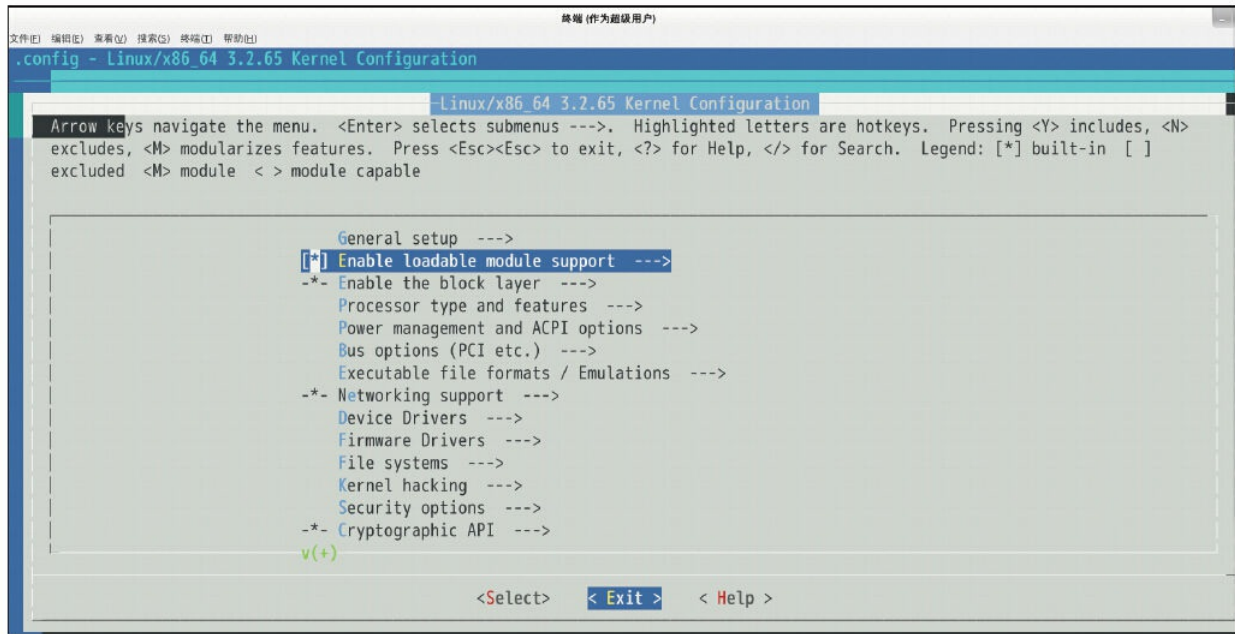 终端 (作为超级用户)
文件(F) 编辑(E) 查看(V) 搜索(S) 终端(T) 帮助(H)
.config - Linux/x86_64 3.2.65 Kernel Configuration
Linux/x86_64 3.2.65 Kernel Configuration
Arrow keys navigate the menu. <Enter> selects submenus --->. Highlighted letters are hotkeys. Pressing <Y> includes, <N>
excludes, <M> modularizes features. Press <Esc><Esc> to exit, <?> for Help, </> for Search. Legend: [*] built-in [ ]
excluded <M> module < > module capable
General setup --->
[*] Enable loadable module support --->
-*- Enable the block layer --->
Processor type and features --->
Power management and ACPI options --->
Bus options (PCI etc.) --->
Executable file formats / Emulations --->
-*- Networking support --->
Device Drivers --->
Firmware Drivers --->
File systems --->
Kernel hacking --->
Security options --->
-*- Cryptographic API --->
v(+)
<Select> < Exit > < Help >